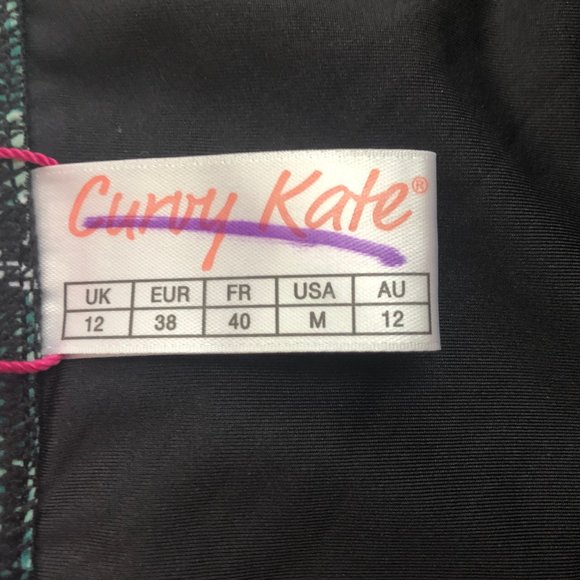 Curvy Kate®
UK EUR FR USA AU
12 38 40 M 12